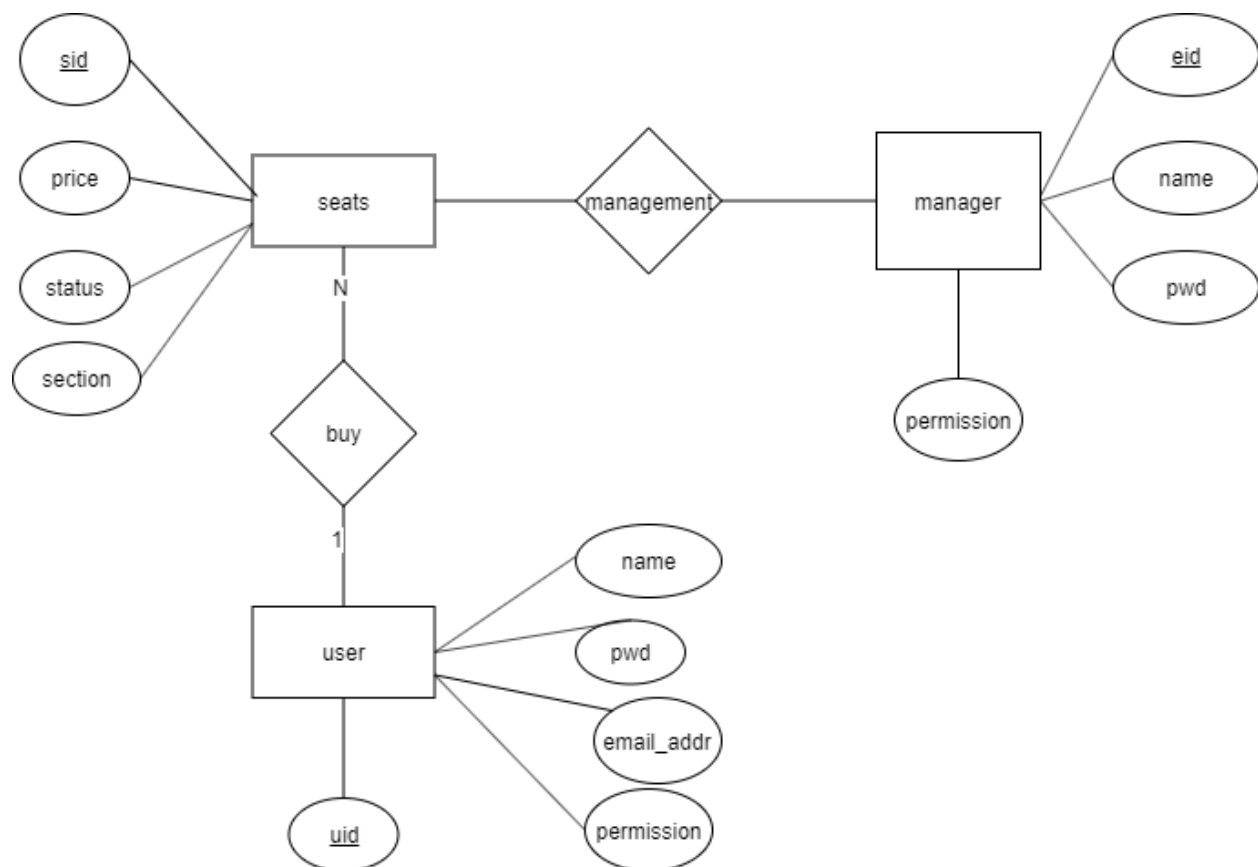 sid
eid
price
name
seats
management
manager
status
N
pwd
section
permission
buy
1
name
user
pwd
email_addr
uid
permission